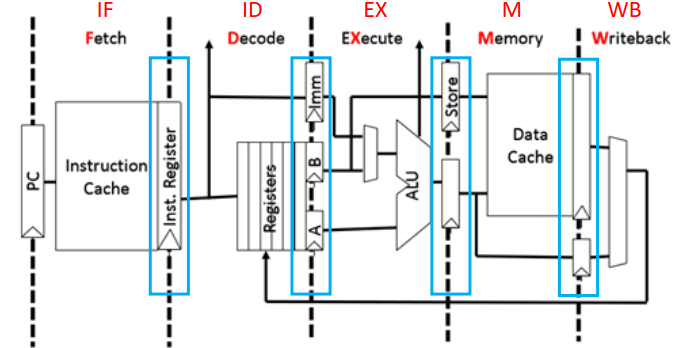 IF ID EX M WB
Fetch Decode EXecute Memory Writeback
PC
Instruction
Cache
Inst. Register
Registers
Imm
B
A
ALU
Store
Data
Cache